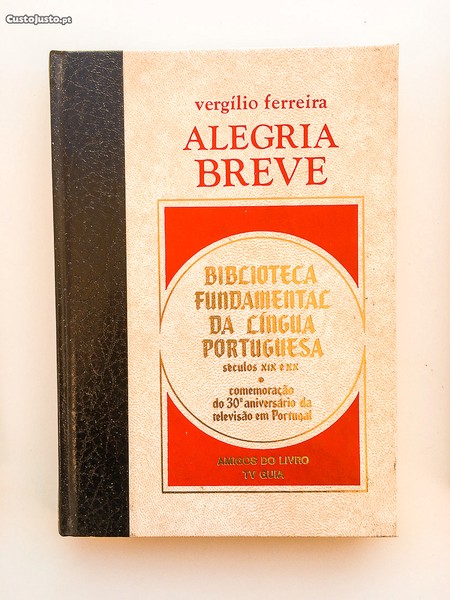 CustoJusto.pt
vergílio ferreira
ALEGRIA
BREVE
BIBLIOTECA
FUNDAMENTAL
DA LÍNGUA
PORTUGUESA
séculos XIX e XX
comemoração
do 30º aniversário da
televisão em Portugal
AMIGOS DO LIVRO
TV GUIA